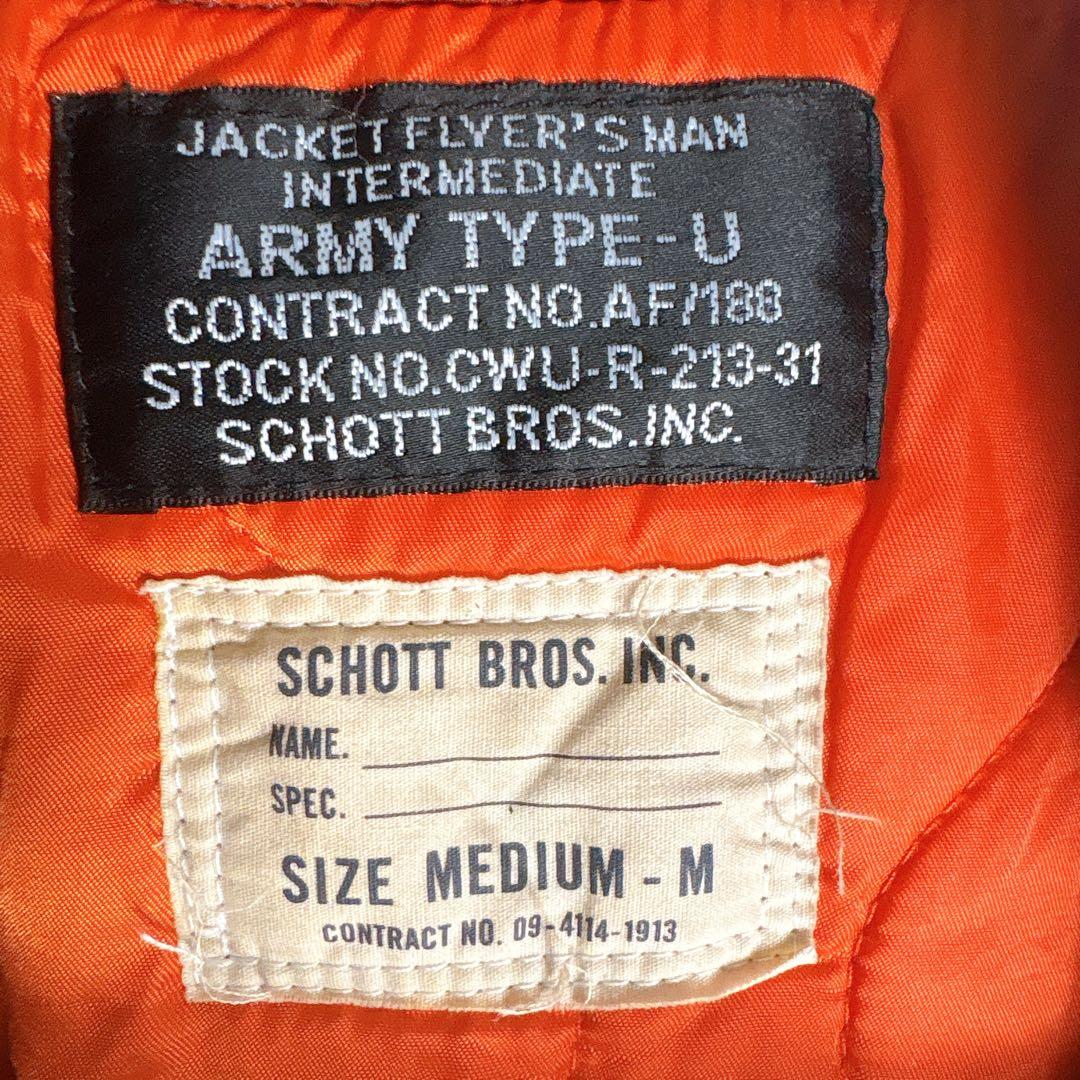 JACKET FLYER'S MAN
INTERMEDIATE
ARMY TYPE-U
CONTRACT NO.AF/188
STOCK NO.CWU-R-213-31
SCHOTT BROS.INC.
SCHOTT BROS. INC.
NAME.
SPEC.
SIZE MEDIUM - M
CONTRACT NO. 09-4114-1913